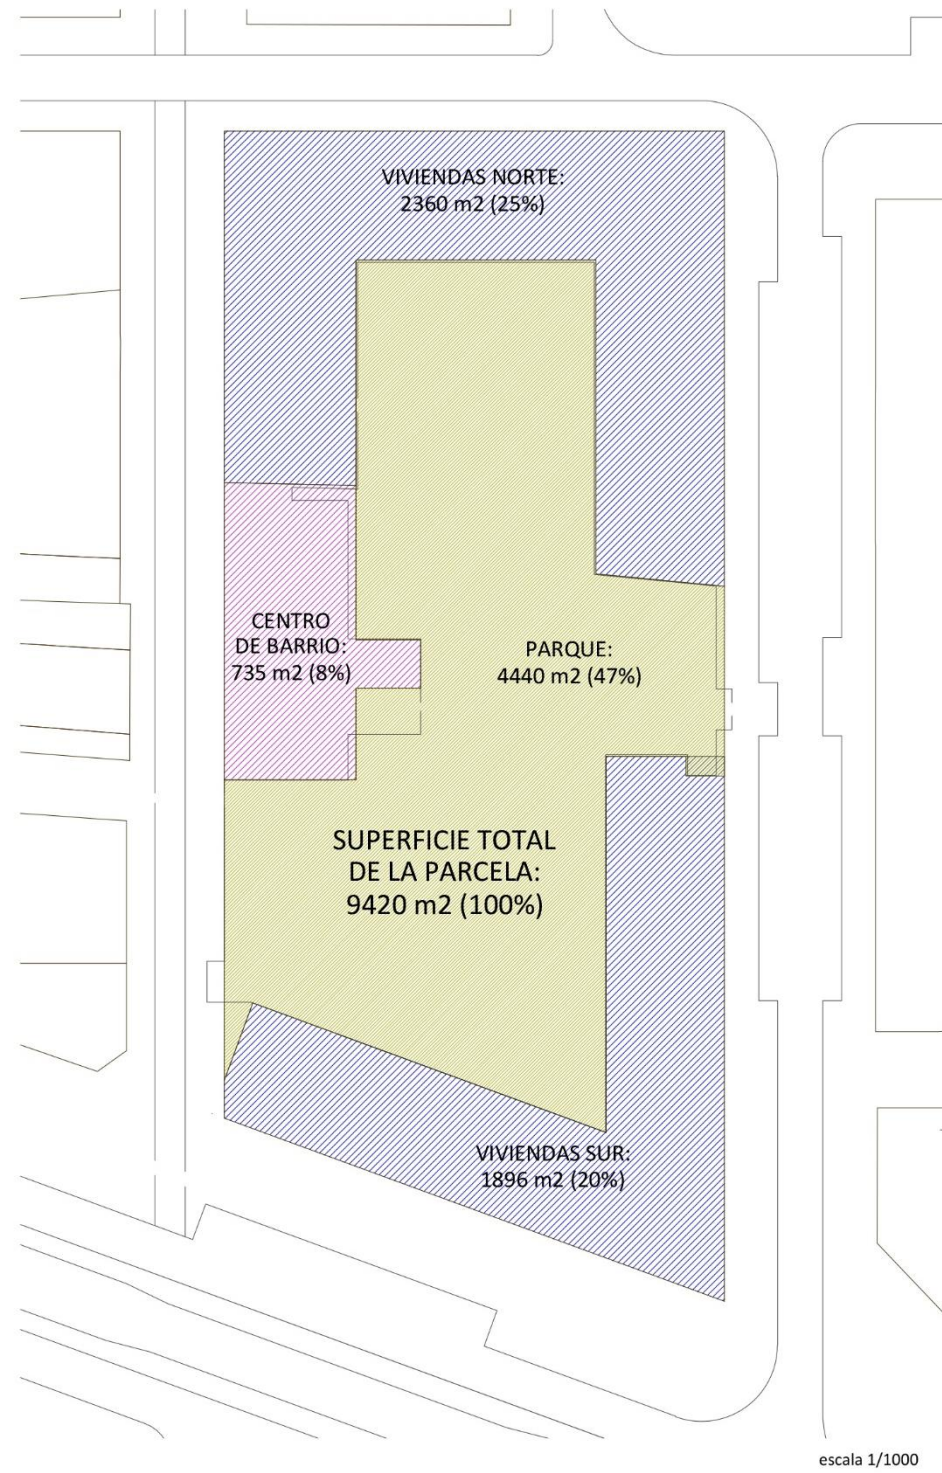 VIVIENDAS NORTE:
2360 m2 (25%)
CENTRO
DE BARRIO:
735 m2 (8%)
PARQUE:
4440 m2 (47%)
SUPERFICIE TOTAL
DE LA PARCELA:
9420 m2 (100%)
VIVIENDAS SUR:
1896 m2 (20%)
escala 1/1000